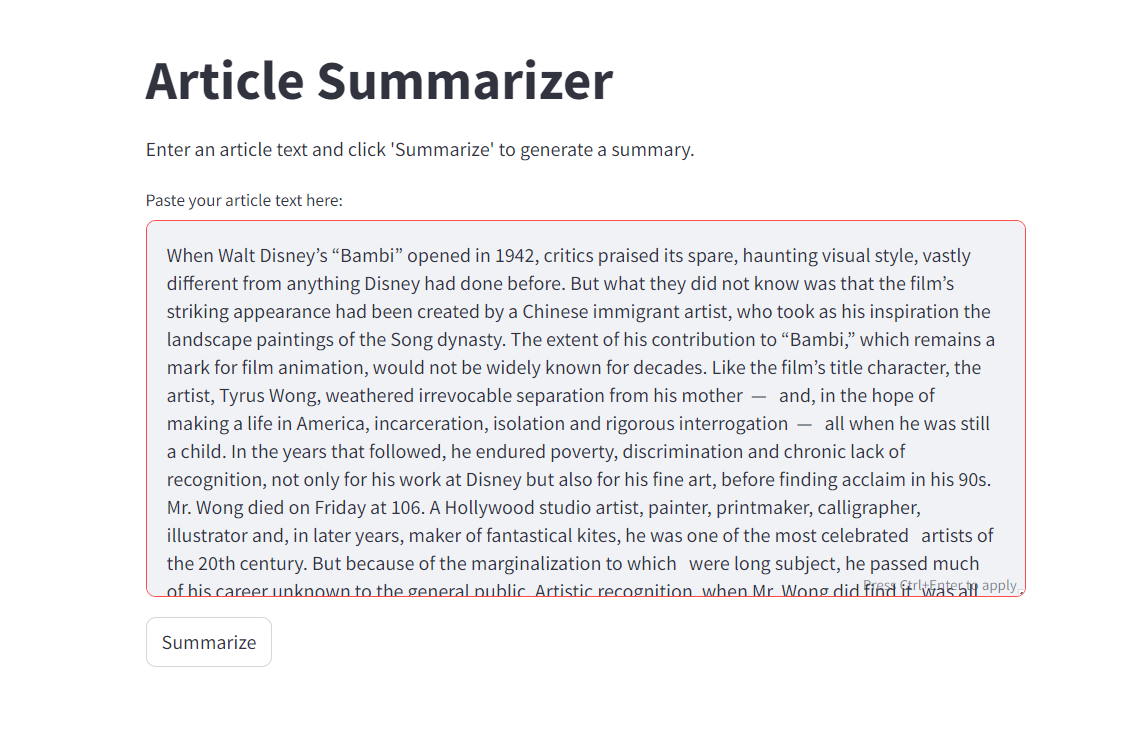 Article Summarizer
Enter an article text and click 'Summarize' to generate a summary.
Paste your article text here:
When Walt Disney’s “Bambi” opened in 1942, critics praised its spare, haunting visual style, vastly
different from anything Disney had done before. But what they did not know was that the film’s
striking appearance had been created by a Chinese immigrant artist, who took as his inspiration the
landscape paintings of the Song dynasty. The extent of his contribution to “Bambi,” which remains a
mark for film animation, would not be widely known for decades. Like the film’s title character, the
artist, Tyrus Wong, weathered irrevocable separation from his mother — and, in the hope of
making a life in America, incarceration, isolation and rigorous interrogation — all when he was still
a child. In the years that followed, he endured poverty, discrimination and chronic lack of
recognition, not only for his work at Disney but also for his fine art, before finding acclaim in his 90s.
Mr. Wong died on Friday at 106. A Hollywood studio artist, painter, printmaker, calligrapher,
illustrator and, in later years, maker of fantastical kites, he was one of the most celebrated artists of
the 20th century. But because of the marginalization to which were long subject, he passed much
of his career unknown to the general public. Artistic recognition, when Mr. Wong did find it, was all
Press Ctrl+Enter to apply
Summarize